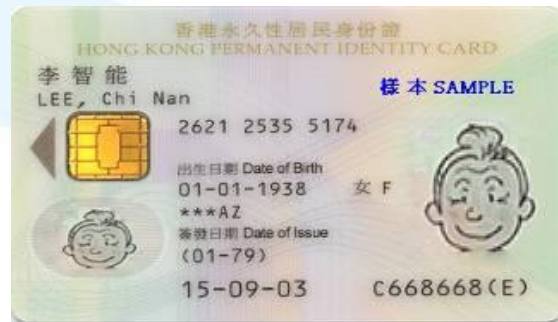 香港永久性居民身份證
HONG KONG PERMANENT IDENTITY CARD
李智能
LEE, Chi Nan
樣本 SAMPLE
2621 2535 5174
出生日期 Date of Birth
01-01-1938 女 F
***AZ
簽發日期 Date of Issue
(01-79)
15-09-03 C668668(E)